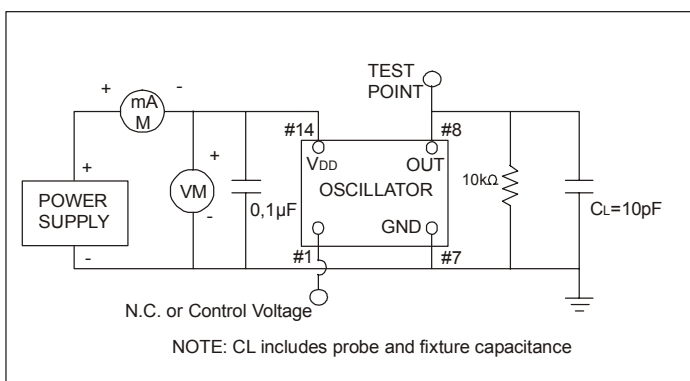 TEST
POINT
+
-
mA
M
#14
#8
+
VDD
OUT
+
OSCILLATOR
10kΩ
POWER
SUPPLY
VM
0,1µF
CL=10pF
-
GND
-
#1
#7
N.C. or Control Voltage
NOTE: CL includes probe and fixture capacitance